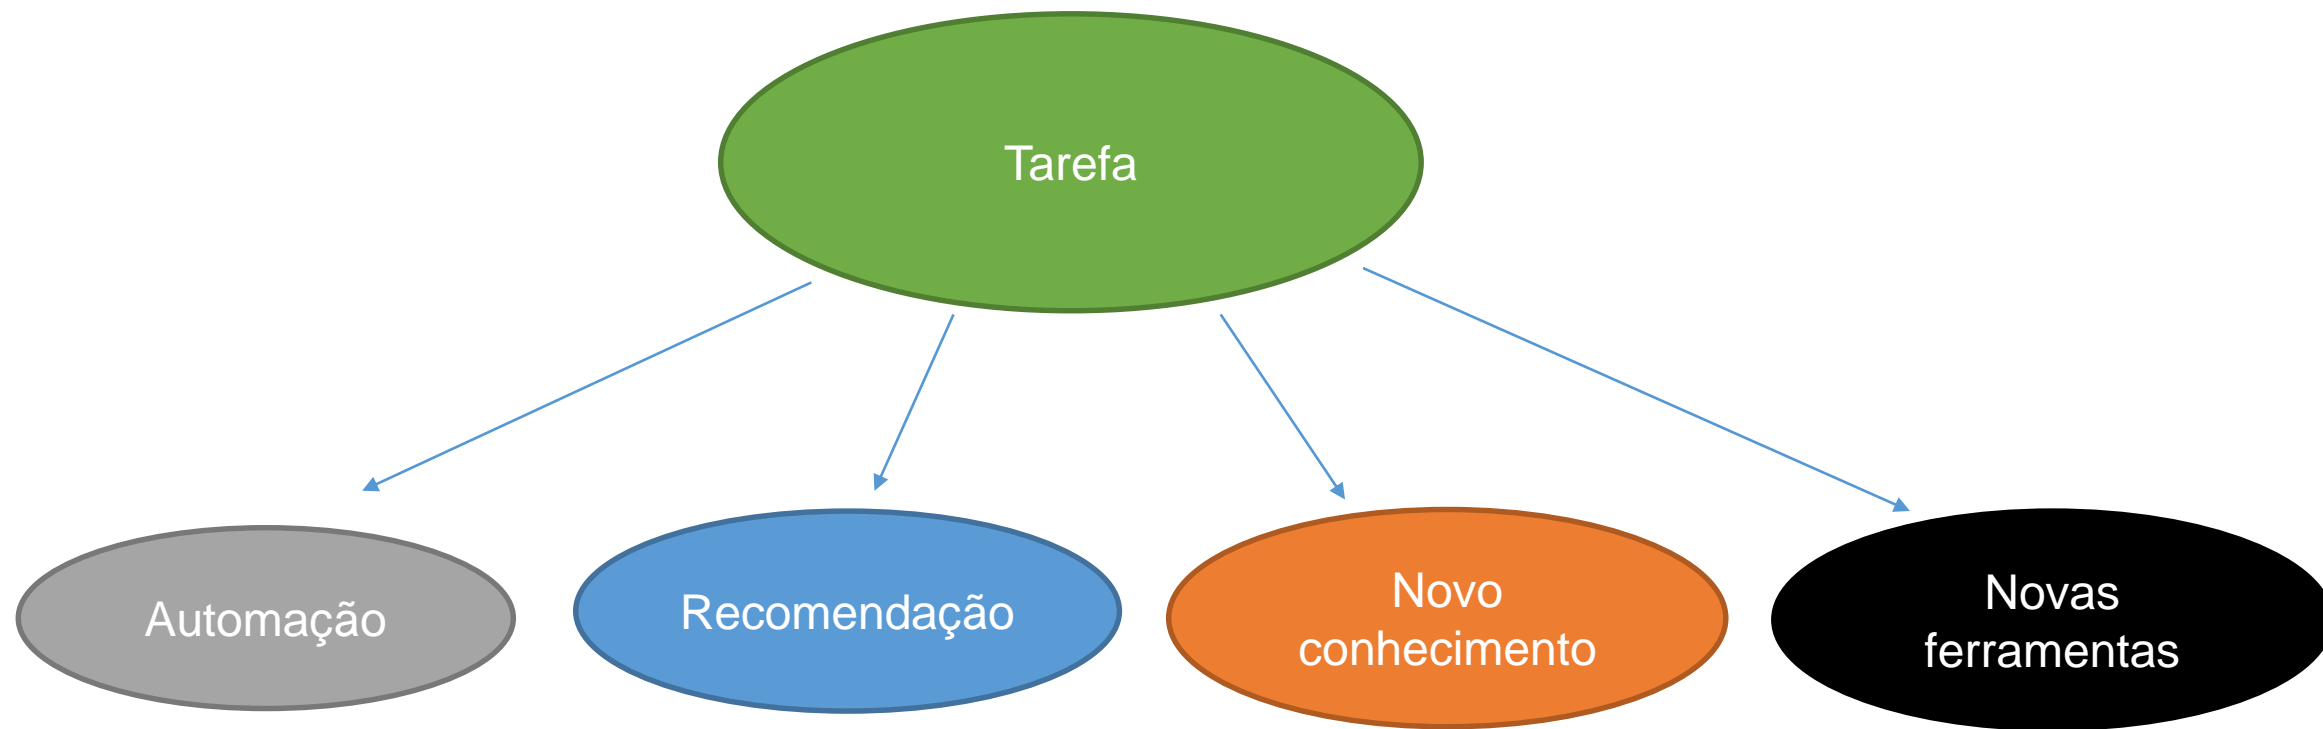 Tarefa
Automação
Recomendação
Novo
conhecimento
Novas
ferramentas